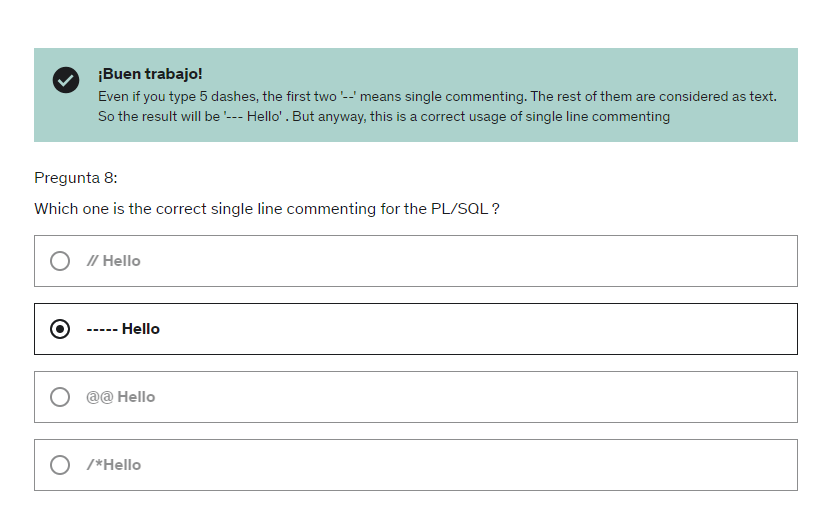 ¡Buen trabajo!
Even if you type 5 dashes, the first two '--' means single commenting. The rest of them are considered as text.
So the result will be '--- Hello' . But anyway, this is a correct usage of single line commenting
Pregunta 8:
Which one is the correct single line commenting for the PL/SQL ?
// Hello
----- Hello
@@ Hello
/*Hello